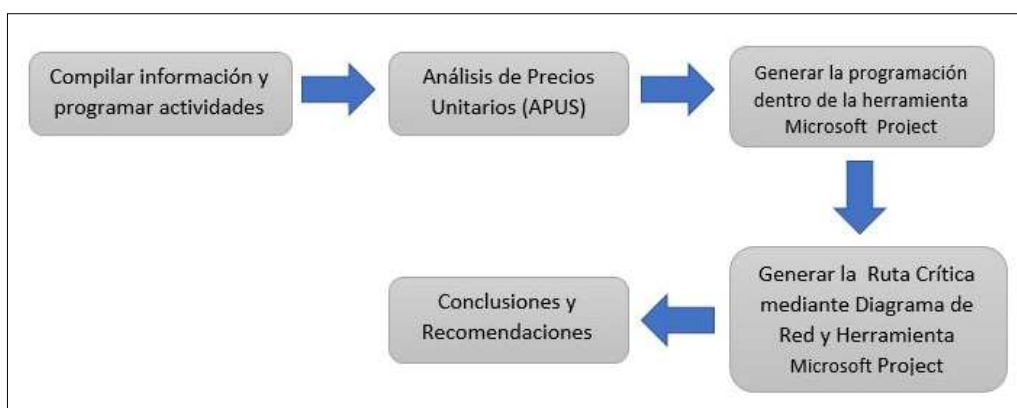 Compilar información y
programar actividades
Análisis de Precios
Unitarios (APUS)
Generar la programación
dentro de la herramienta
Microsoft Project
Generar la Ruta Crítica
mediante Diagrama de
Red y Herramienta
Microsoft Project
Conclusiones y
Recomendaciones